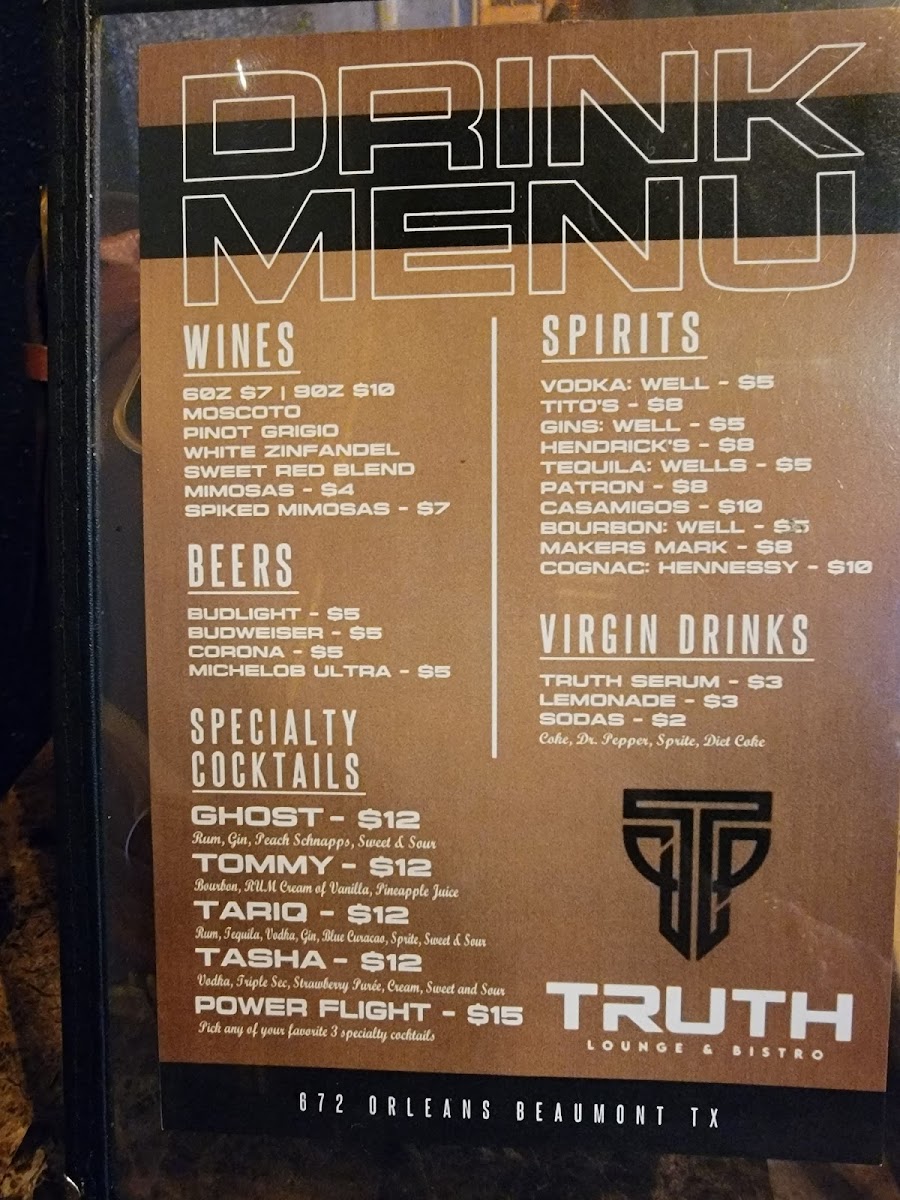 DRINK
MENU
WINES
6OZ $7 | 9OZ $10
MOSCOTO
PINOT GRIGIO
WHITE ZINFANDEL
SWEET RED BLEND
MIMOSAS - $4
SPIKED MIMOSAS - $7
BEERS
BUDLIGHT - $5
BUDWEISER - $5
CORONA - $5
MICHELOB ULTRA - $5
SPECIALTY
COCKTAILS
GHOST - $12
Rum, Gin, Peach Schnapps, Sweet & Sour
TOMMY - $12
Bourbon, RUM Cream of Vanilla, Pineapple Juice
TARIQ - $12
Rum, Tequila, Vodka, Gin, Blue Curacao, Sprite, Sweet & Sour
TASHA - $12
Vodka, Triple Sec, Strawberry Purée, Cream, Sweet and Sour
POWER FLIGHT - $15
Pick any of your favorite 3 specialty cocktails
SPIRITS
VODKA: WELL - $5
TITO'S - $8
GINS: WELL - $5
HENDRICK'S - $8
TEQUILA: WELLS - $5
PATRON - $8
CASAMIGOS - $10
BOURBON: WELL - $5
MAKERS MARK - $8
COGNAC: HENNESSY - $10
VIRGIN DRINKS
TRUTH SERUM - $3
LEMONADE - $3
SODAS - $2
Coke, Dr. Pepper, Sprite, Diet Coke
TRUTH
LOUNGE & BISTRO
672 ORLEANS BEAUMONT TX